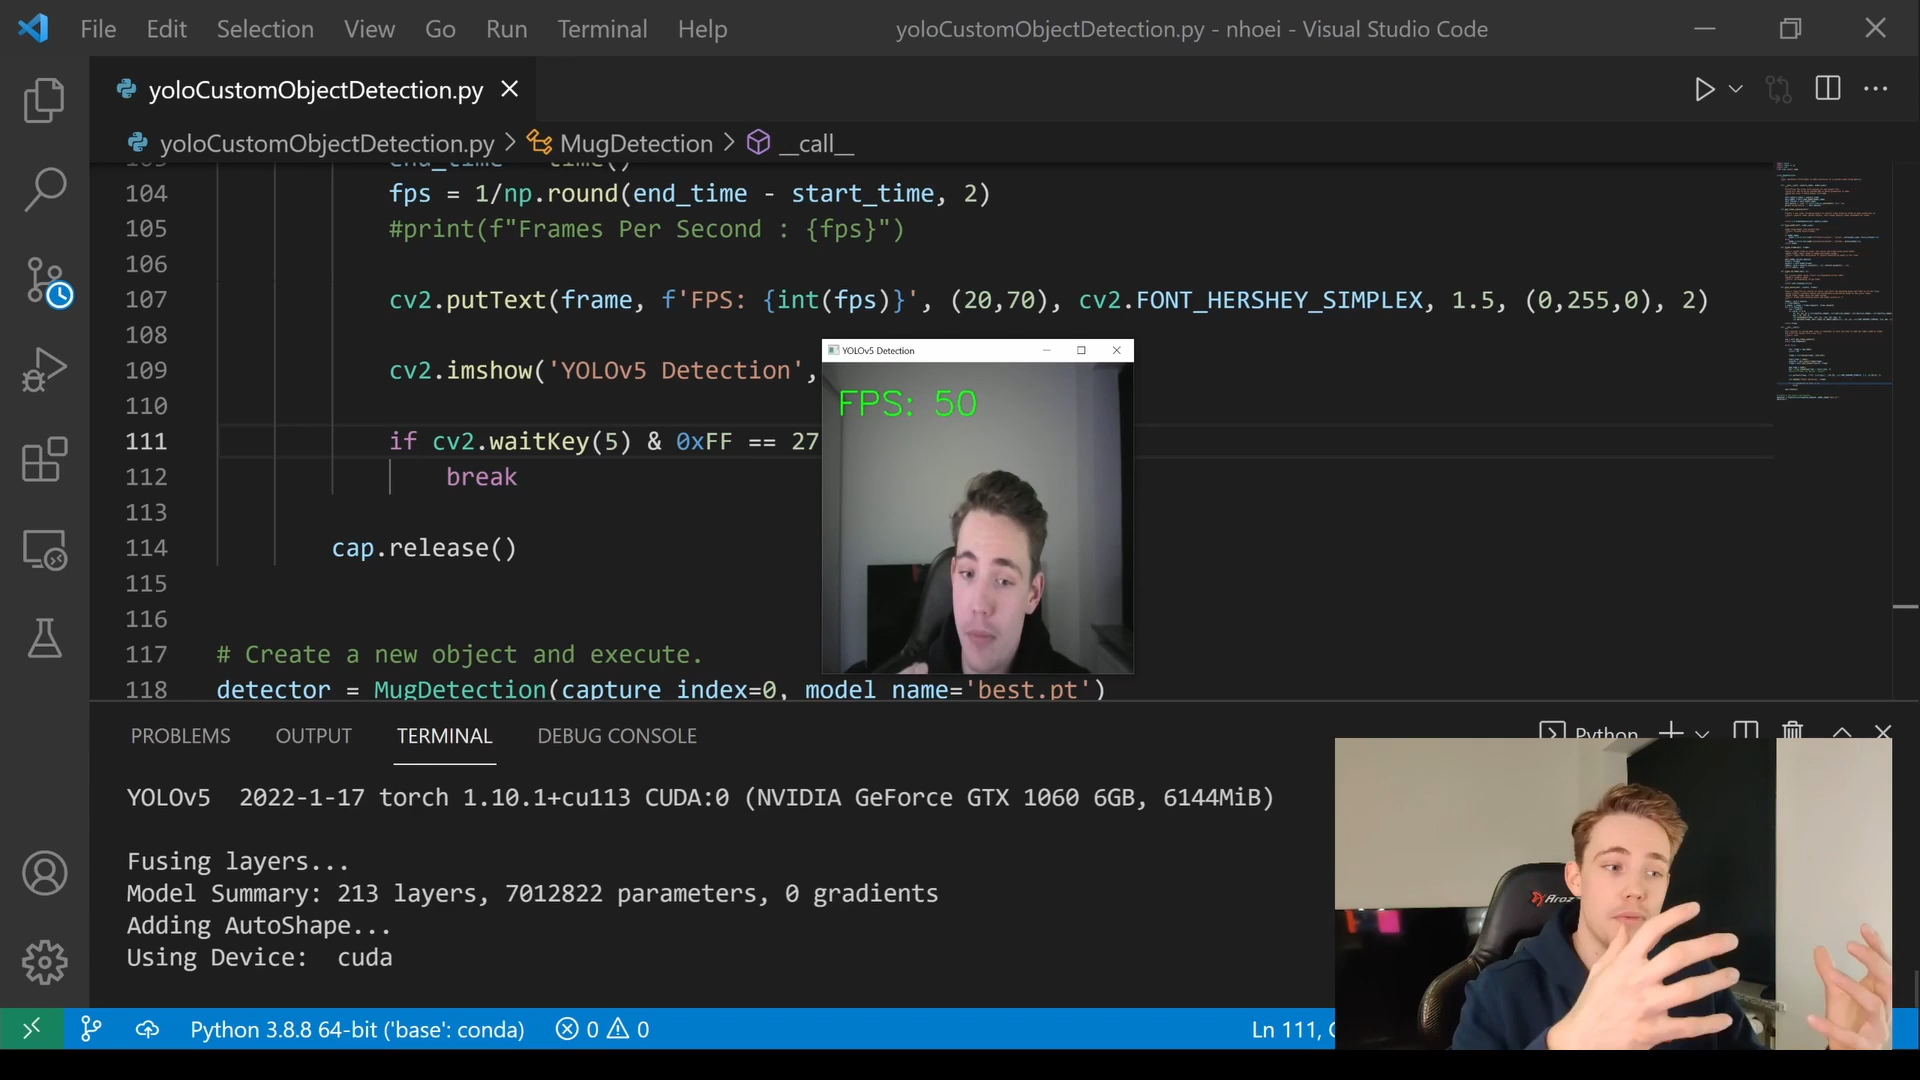 File Edit Selection View Go Run Terminal Help yoloCustomObjectDetection.py - nhoei - Visual Studio Code
yoloCustomObjectDetection.py
yoloCustomObjectDetection.py > MugDetection > __call__
104 fps = 1/np.round(end_time - start_time, 2)
105 #print(f"Frames Per Second : {fps}")
106
107 cv2.putText(frame, f'FPS: {int(fps)}', (20,70), cv2.FONT_HERSHEY_SIMPLEX, 1.5, (0,255,0), 2)
108
109 cv2.imshow('YOLOv5 Detection',
110
111 if cv2.waitKey(5) & 0xFF == 27
112 break
113
114 cap.release()
115
116
117 # Create a new object and execute.
118 detector = MugDetection(capture_index=0, model_name='best.pt')
YOLOv5 Detection
FPS: 50
PROBLEMS OUTPUT TERMINAL DEBUG CONSOLE Python
YOLOv5 2022-1-17 torch 1.10.1+cu113 CUDA:0 (NVIDIA GeForce GTX 1060 6GB, 6144MiB)
Fusing layers...
Model Summary: 213 layers, 7012822 parameters, 0 gradients
Adding AutoShape...
Using Device: cuda
Python 3.8.8 64-bit ('base': conda) 0 0 Ln 111,